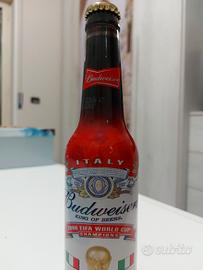 Budweiser
ITALY
Budweiser
KING OF BEERS.
2006 FIFA WORLD CUP
CHAMPIONS
subito